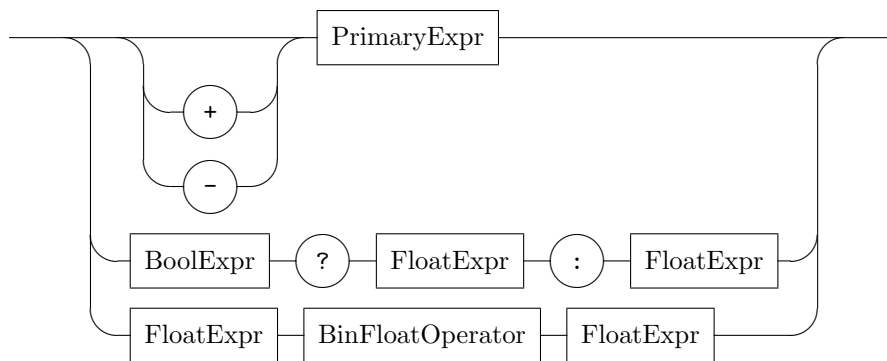 PrimaryExpr
+
-
BoolExpr ? FloatExpr : FloatExpr
FloatExpr BinFloatOperator FloatExpr